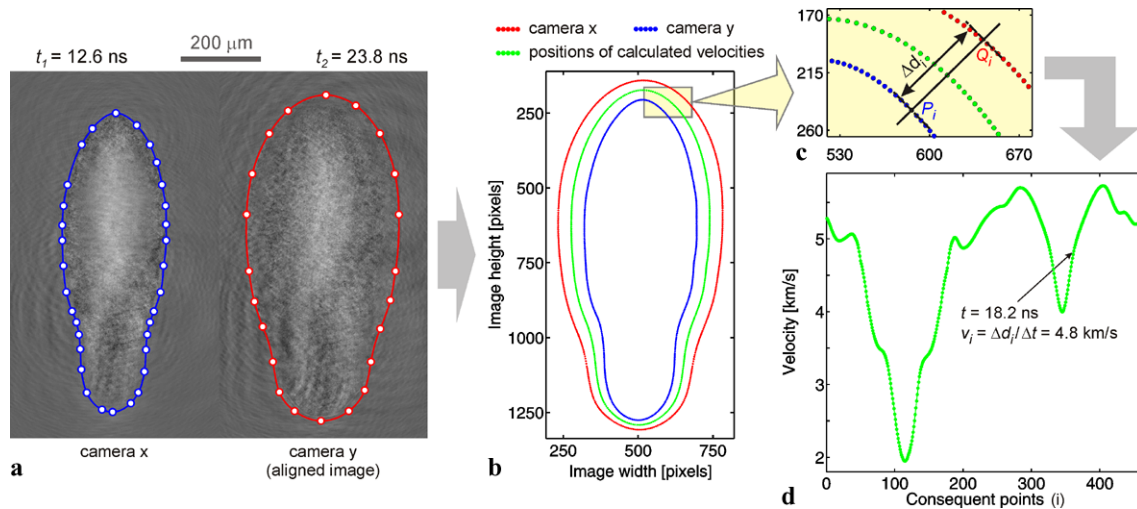 t1 = 12.6 ns
200 μm
t2 = 23.8 ns
camera x
camera y
(aligned image)
a
camera x
camera y
positions of calculated velocities
Image height [pixels]
250
500
750
1000
1250
250
500
750
Image width [pixels]
b
170
215
260
530
600
670
Δdi
Qi
Pi
c
Velocity [km/s]
5
4
3
2
0
100
200
300
400
Consequent points (i)
t = 18.2 ns
vi = Δdi/Δt = 4.8 km/s
d